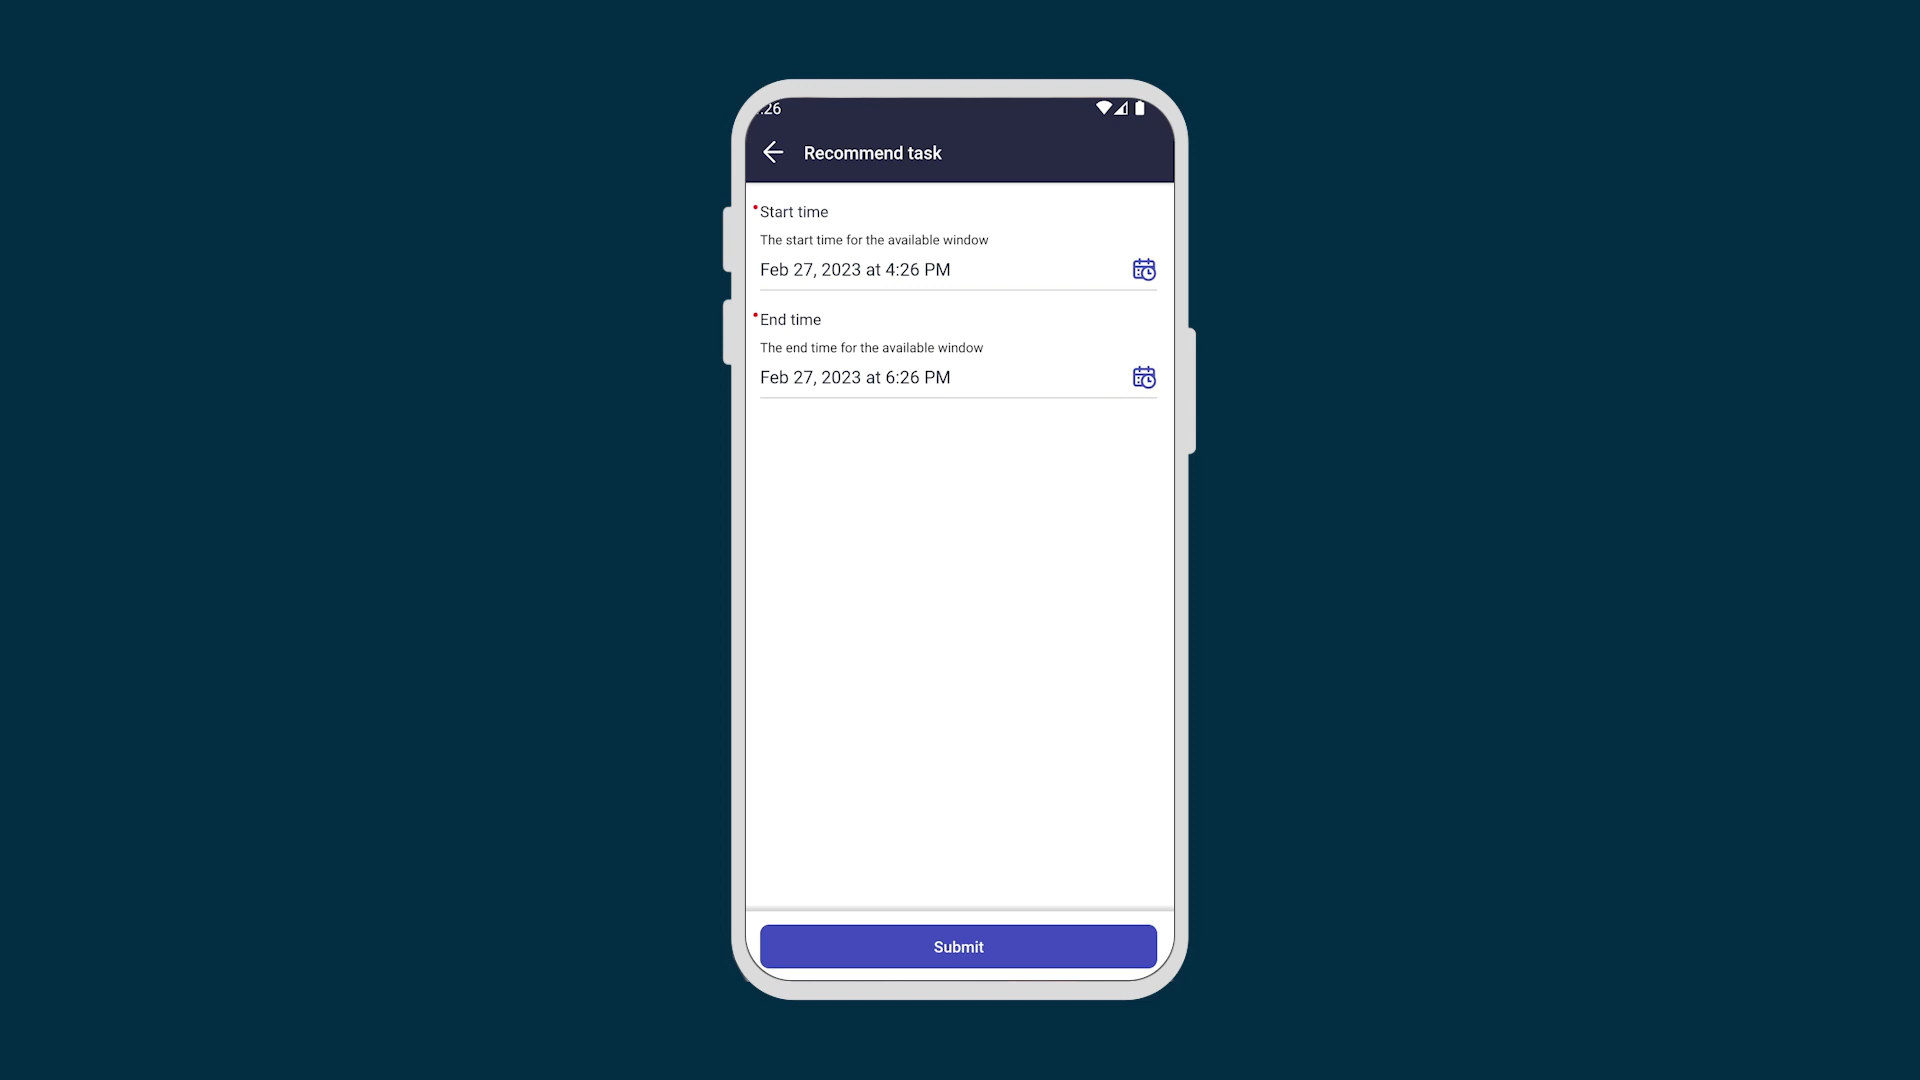 :26
Recommend task
Start time
The start time for the available window
Feb 27, 2023 at 4:26 PM
End time
The end time for the available window
Feb 27, 2023 at 6:26 PM
Submit